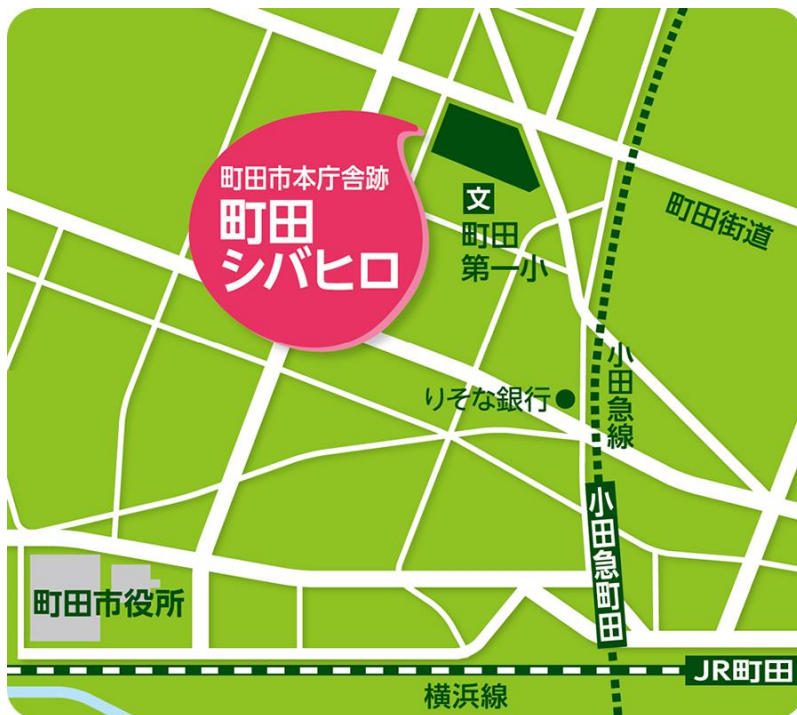 町田市本庁舎跡
町田
シバヒロ
文
町田
第一小
町田街道
りそな銀行
小田急線
小田急町田
町田市役所
JR町田
横浜線